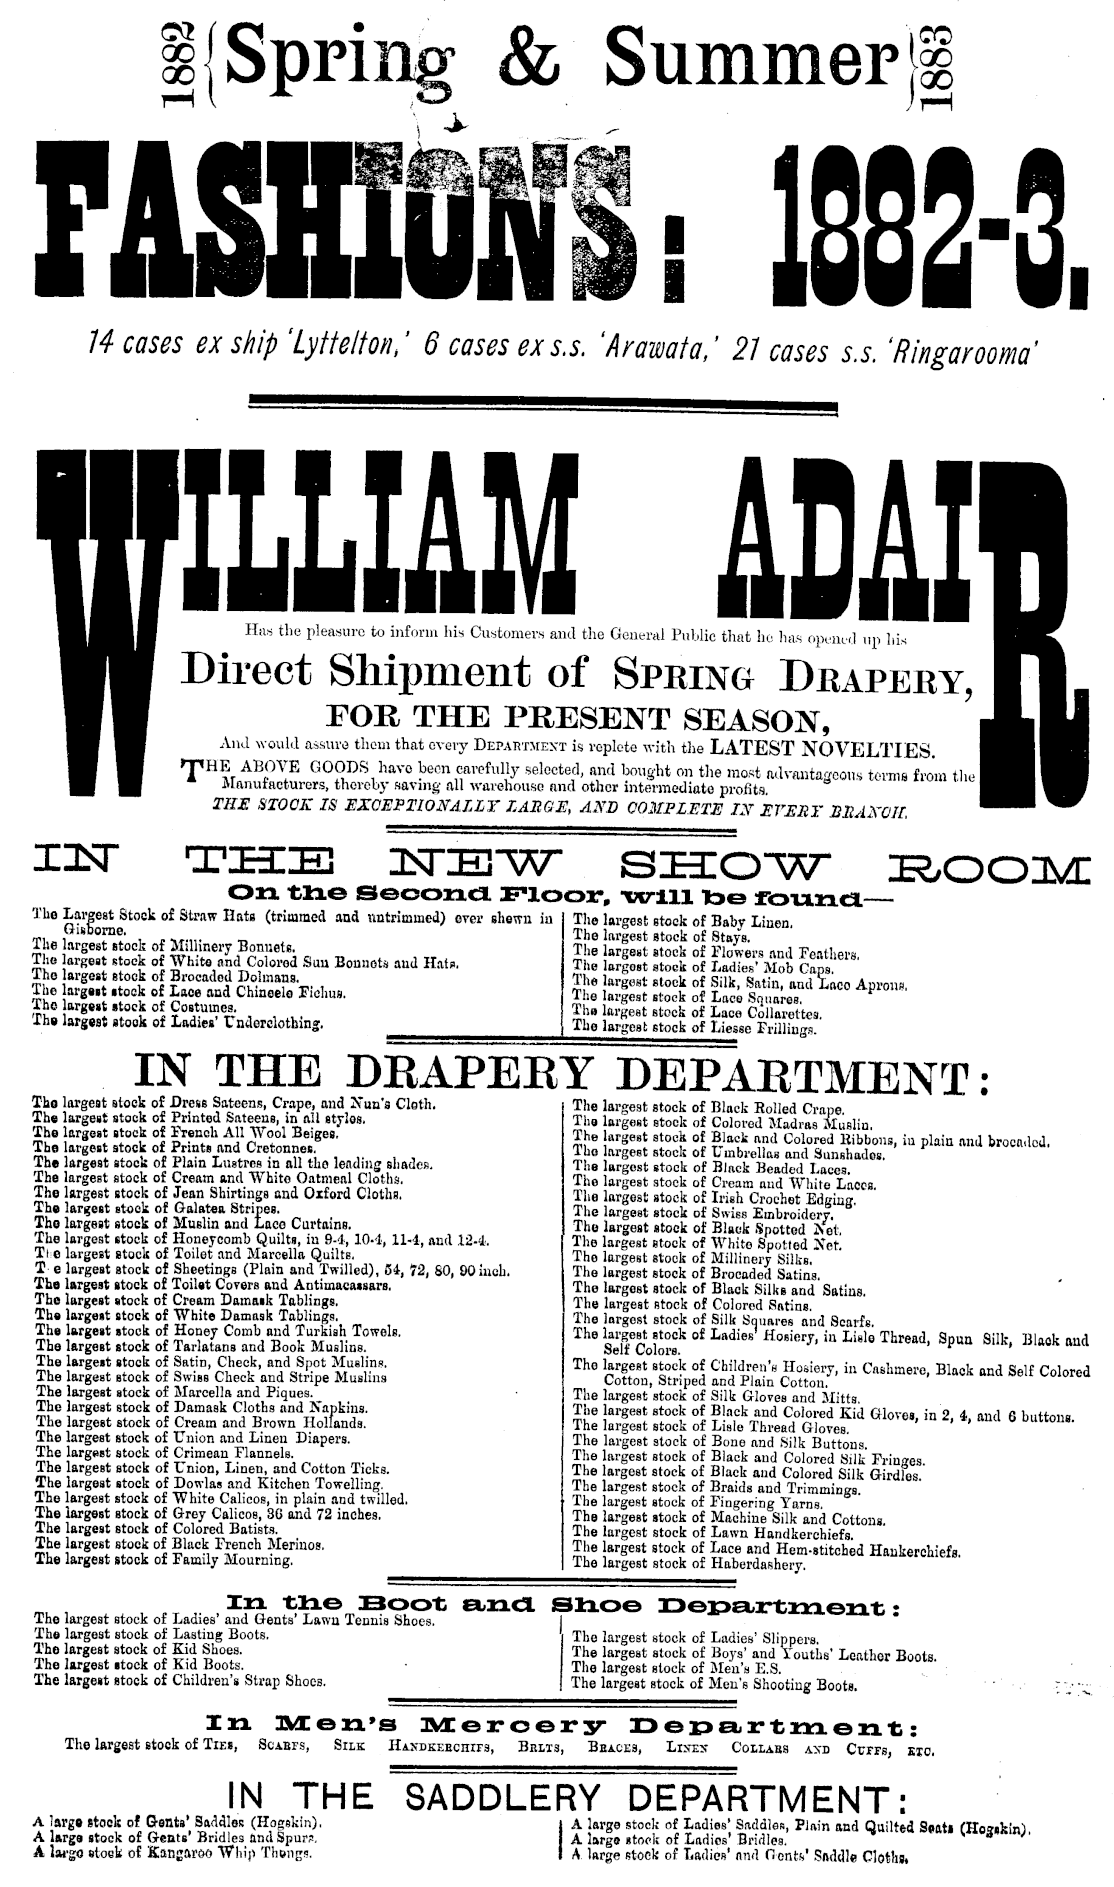 1882 Spring & Summer 1883
FASHIONS: 1882-3.
14 cases ex ship 'Lyttelton,' 6 cases ex s.s. 'Arawata,' 21 cases s.s. 'Ringarooma'
WILLIAM ADAIR
Has the pleasure to inform his Customers and the General Public that he has opened up his
Direct Shipment of SPRING DRAPERY,
FOR THE PRESENT SEASON,
And would assure them that every DEPARTMENT is replete with the LATEST NOVELTIES.
THE ABOVE GOODS have been carefully selected, and bought on the most advantageous terms from the
Manufacturers, thereby saving all warehouse and other intermediate profits.
THE STOCK IS EXCEPTIONALLY LARGE, AND COMPLETE IN EVERY BRANCH.
IN THE NEW SHOW ROOM
On the Second Floor, will be found—
The Largest Stock of Straw Hats (trimmed and untrimmed) ever shewn in
Gisborne.
The largest stock of Millinery Bonnets.
The largest stock of White and Colored Sun Bonnets and Hats.
The largest stock of Brocaded Dolmans.
The largest stock of Lace and Chineele Fichus.
The largest stock of Costumes.
The largest stock of Ladies' Underclothing.
The largest stock of Baby Linen.
The largest stock of Stays.
The largest stock of Flowers and Feathers.
The largest stock of Ladies' Mob Caps.
The largest stock of Silk, Satin, and Lace Aprons.
The largest stock of Lace Squares.
The largest stock of Lace Collarettes.
The largest stock of Liesse Frillings.
IN THE DRAPERY DEPARTMENT:
The largest stock of Dress Sateens, Crape, and Nun's Cloth.
The largest stock of Printed Sateens, in all styles.
The largest stock of French All Wool Beiges.
The largest stock of Prints and Cretonnes.
The largest stock of Plain Lustres in all the leading shades.
The largest stock of Cream and White Oatmeal Cloths.
The largest stock of Jean Shirtings and Oxford Cloths.
The largest stock of Galatea Stripes.
The largest stock of Muslin and Lace Curtains.
The largest stock of Honeycomb Quilts, in 9-4, 10-4, 11-4, and 12-4.
T e largest stock of Toilet and Marcella Quilts.
T e largest stock of Sheetings (Plain and Twilled), 54, 72, 80, 90 inch.
The largest stock of Toilet Covers and Antimacassars.
The largest stock of Cream Damask Tablings.
The largest stock of White Damask Tablings.
The largest stock of Honey Comb and Turkish Towels.
The largest stock of Tarlatans and Book Muslins.
The largest stock of Satin, Check, and Spot Muslins.
The largest stock of Swiss Check and Stripe Muslins
The largest stock of Marcella and Piques.
The largest stock of Damask Cloths and Napkins.
The largest stock of Cream and Brown Hollands.
The largest stock of Union and Linen Diapers.
The largest stock of Crimean Flannels.
The largest stock of Union, Linen, and Cotton Ticks.
The largest stock of Dowlas and Kitchen Towelling.
The largest stock of White Calicos, in plain and twilled.
The largest stock of Grey Calicos, 36 and 72 inches.
The largest stock of Colored Batists.
The largest stock of Black French Merinos.
The largest stock of Family Mourning.
The largest stock of Black Rolled Crape.
The largest stock of Colored Madras Muslin.
The largest stock of Black and Colored Ribbons, in plain and brocaded.
The largest stock of Umbrellas and Sunshades.
The largest stock of Black Beaded Laces.
The largest stock of Cream and White Laces.
The largest stock of Irish Crochet Edging.
The largest stock of Swiss Embroidery.
The largest stock of Black Spotted Net.
The largest stock of White Spotted Net.
The largest stock of Millinery Silks.
The largest stock of Brocaded Satins.
The largest stock of Black Silks and Satins.
The largest stock of Colored Satins.
The largest stock of Silk Squares and Scarfs.
The largest stock of Ladies' Hosiery, in Lisle Thread, Spun Silk, Black and
Self Colors.
The largest stock of Children's Hosiery, in Cashmere, Black and Self Colored
Cotton, Striped and Plain Cotton.
The largest stock of Silk Gloves and Mitts.
The largest stock of Black and Colored Kid Gloves, in 2, 4, and 6 buttons.
The largest stock of Lisle Thread Gloves.
The largest stock of Bone and Silk Buttons.
The largest stock of Black and Colored Silk Fringes.
The largest stock of Black and Colored Silk Girdles.
The largest stock of Braids and Trimmings.
The largest stock of Fingering Yarns.
The largest stock of Machine Silk and Cottons.
The largest stock of Lawn Handkerchiefs.
The largest stock of Lace and Hem-stitched Hankerchiefs.
The largest stock of Haberdashery.
In the Boot and Shoe Department:
The largest stock of Ladies' and Gents' Lawn Tennis Shoes.
The largest stock of Lasting Boots.
The largest stock of Kid Shoes.
The largest stock of Kid Boots.
The largest stock of Children's Strap Shoes.
The largest stock of Ladies' Slippers.
The largest stock of Boys' and Youths' Leather Boots.
The largest stock of Men's E.S.
The largest stock of Men's Shooting Boots.
In Men's Mercery Department:
The largest stock of TIES, SCARFS, SILK HANDKERCHIFS, BELTS, BRACES, LINEN COLLARS AND CUFFS, ETC.
IN THE SADDLERY DEPARTMENT:
A large stock of Gents' Saddles (Hogskin).
A large stock of Gents' Bridles and Spurs.
A large stock of Kangaroo Whip Thongs.
A large stock of Ladies' Saddles, Plain and Quilted Seats (Hogskin).
A large stock of Ladies' Bridles.
A large stock of Ladies' and Gents' Saddle Cloths.